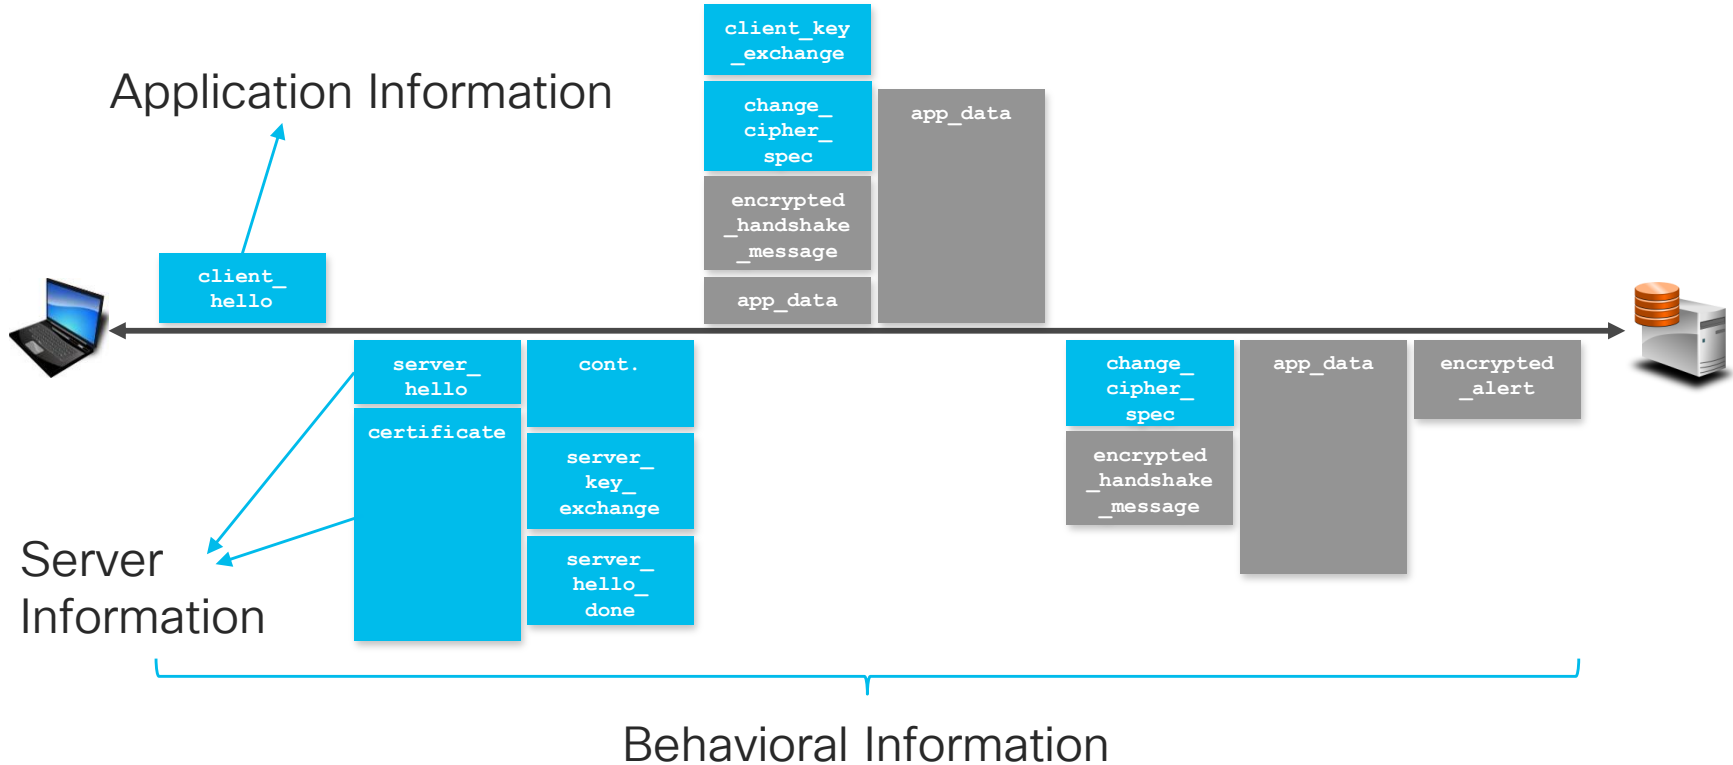 Application Information
client_
hello
client_key
_exchange
change_
cipher_
spec
encrypted
_handshake
_message
app_data
app_data
server_
hello
certificate
cont.
server_
key_
exchange
server_
hello_
done
change_
cipher_
spec
encrypted
_handshake
_message
app_data
encrypted
_alert
Server
Information
Behavioral Information